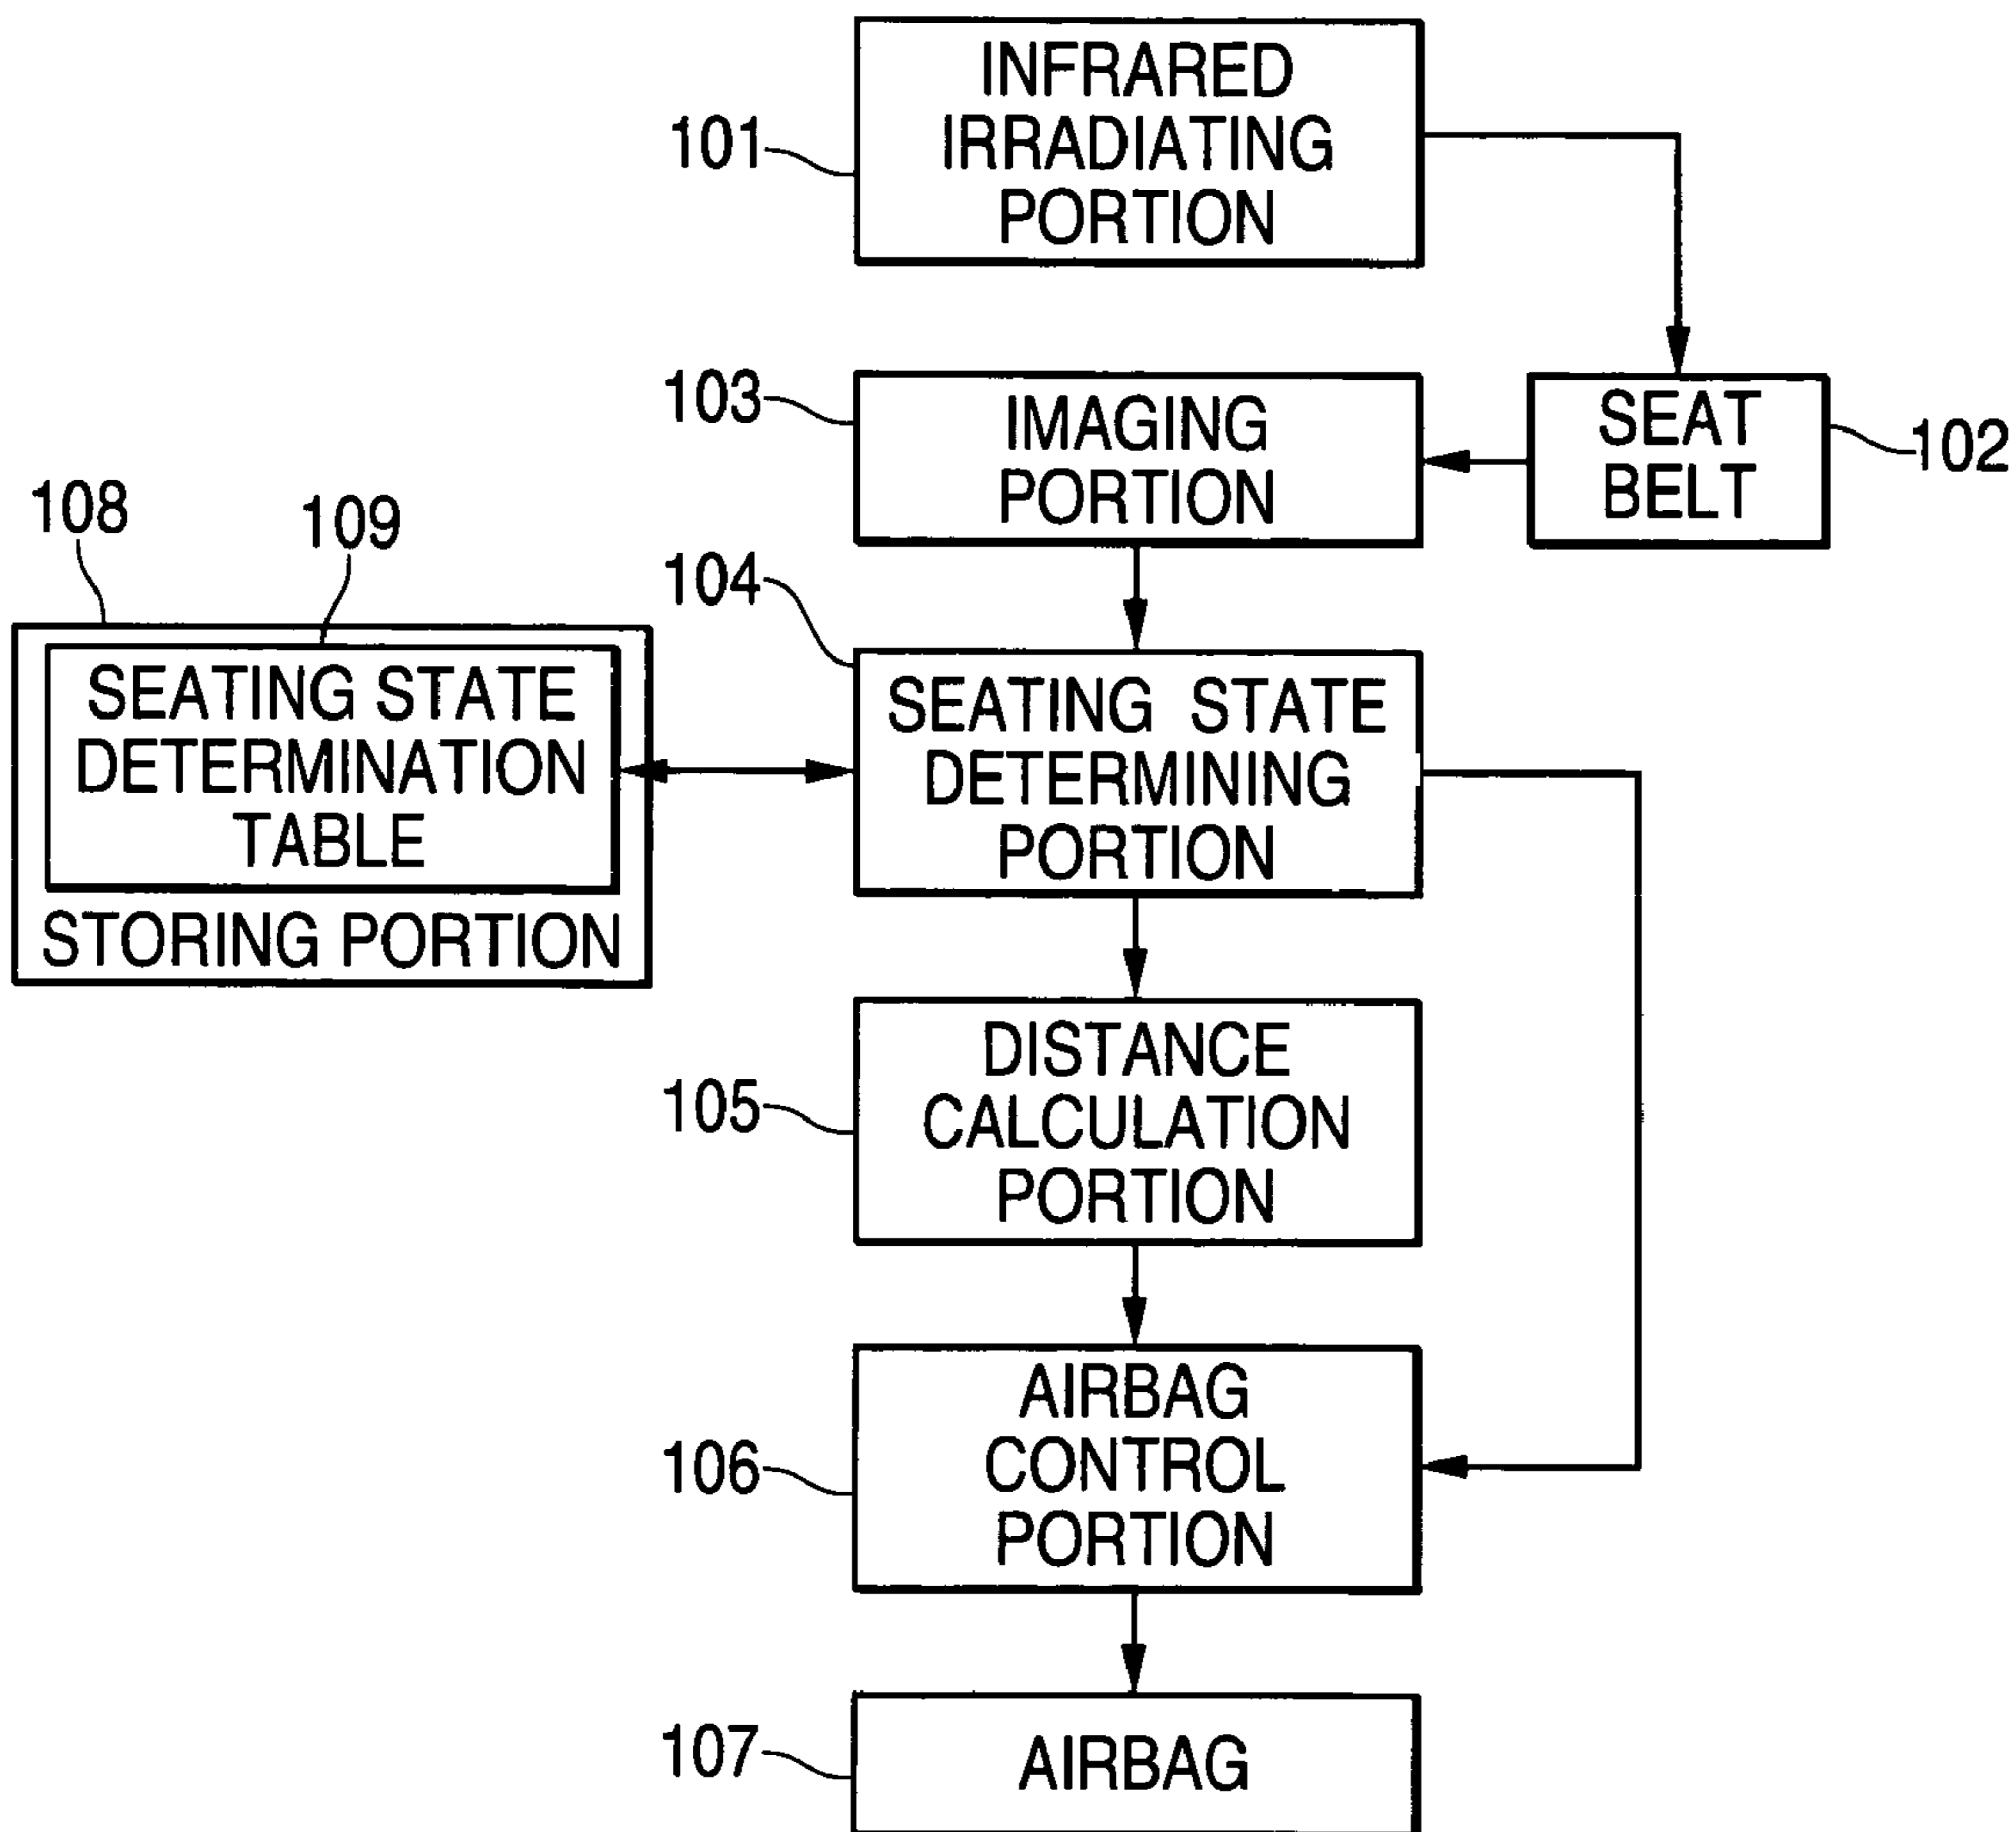 INFRARED
IRRADIATING
PORTION
101
103
IMAGING
PORTION
SEAT
BELT
102
108
109
104
SEATING STATE
DETERMINATION
TABLE
STORING PORTION
SEATING STATE
DETERMINING
PORTION
105
DISTANCE
CALCULATION
PORTION
106
AIRBAG
CONTROL
PORTION
107
AIRBAG